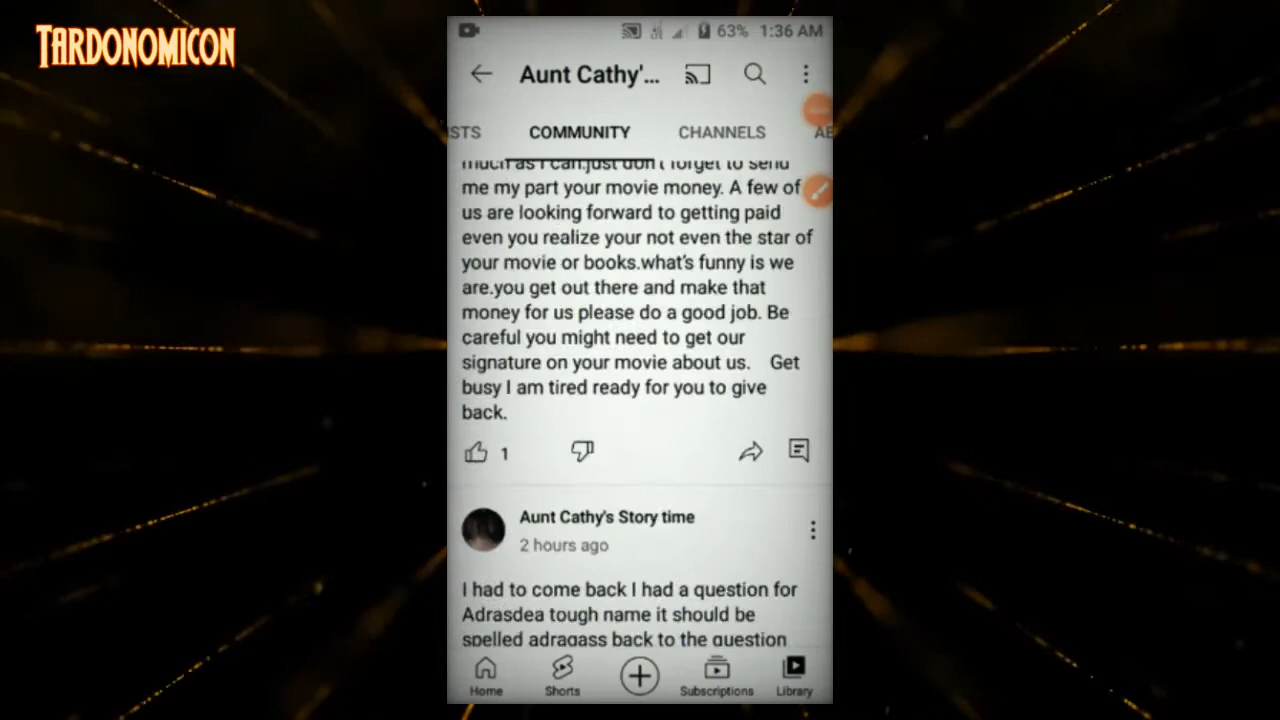 TARDONOMICON
63% 1:36 AM
Aunt Cathy'...
STS COMMUNITY CHANNELS AB
much as I can.just don't forget to send
me my part your movie money. A few of
us are looking forward to getting paid
even you realize your not even the star of
your movie or books.what's funny is we
are.you get out there and make that
money for us please do a good job. Be
careful you might need to get our
signature on your movie about us. Get
busy I am tired ready for you to give
back.
1
Aunt Cathy's Story time
2 hours ago
I had to come back I had a question for
Adrasdea tough name it should be
spelled adragass back to the question
Home Shorts Subscriptions Library